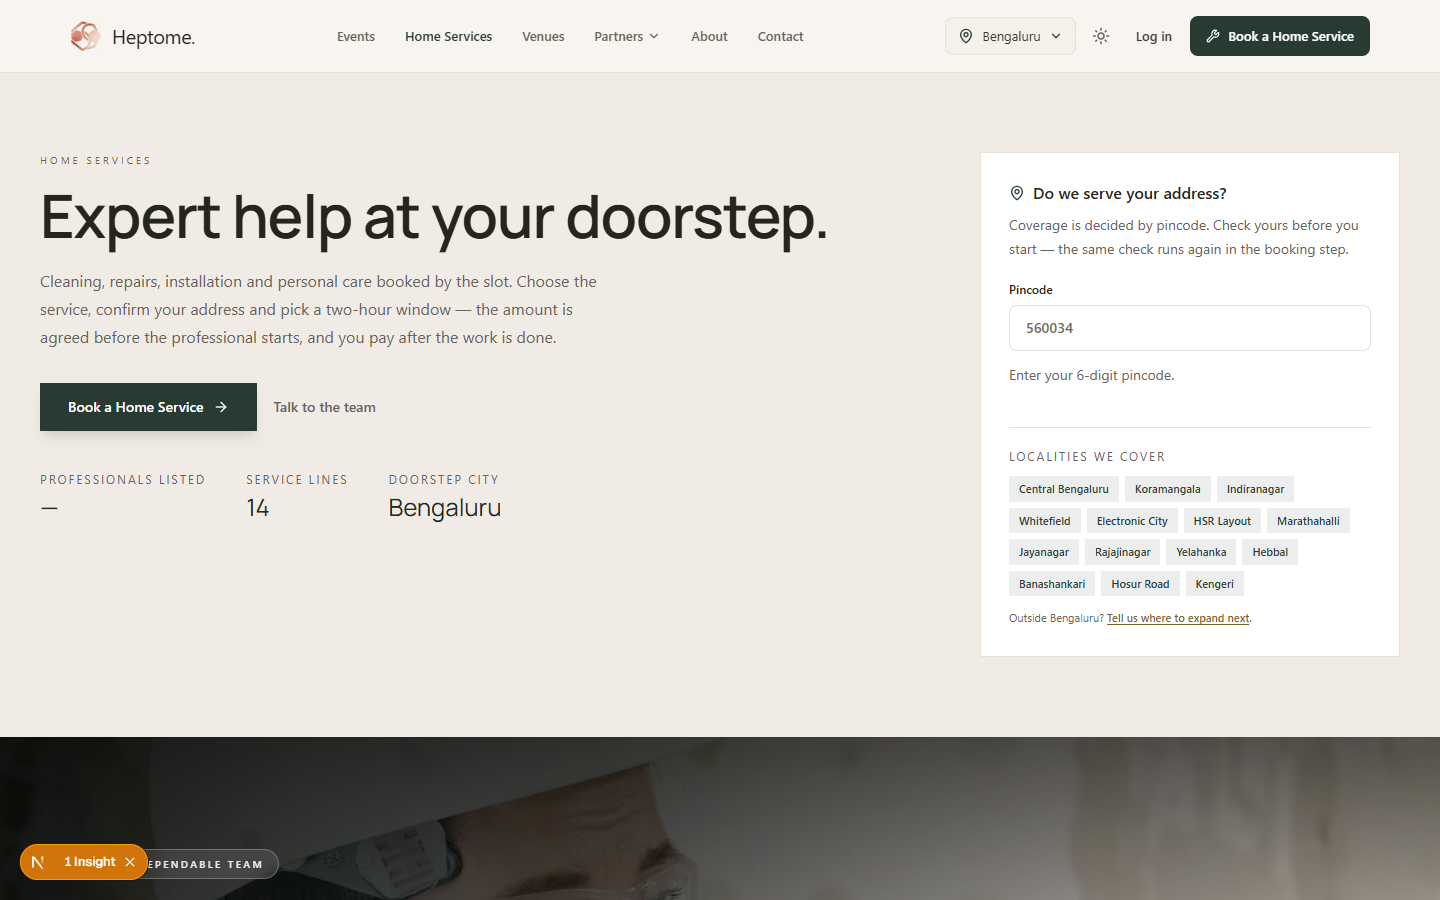 Heptome.
Events
Home Services
Venues
Partners
About
Contact
Bengaluru
Log in
Book a Home Service
HOME SERVICES
Expert help at your doorstep.
Cleaning, repairs, installation and personal care booked by the slot. Choose the
service, confirm your address and pick a two-hour window — the amount is
agreed before the professional starts, and you pay after the work is done.
Book a Home Service
Talk to the team
PROFESSIONALS LISTED
—
SERVICE LINES
14
DOORSTEP CITY
Bengaluru
Do we serve your address?
Coverage is decided by pincode. Check yours before you
start — the same check runs again in the booking step.
Pincode
560034
Enter your 6-digit pincode.
LOCALITIES WE COVER
Central Bengaluru
Koramangala
Indiranagar
Whitefield
Electronic City
HSR Layout
Marathahalli
Jayanagar
Rajajinagar
Yelahanka
Hebbal
Banashankari
Hosur Road
Kengeri
Outside Bengaluru? Tell us where to expand next.
1 Insight
TEAM